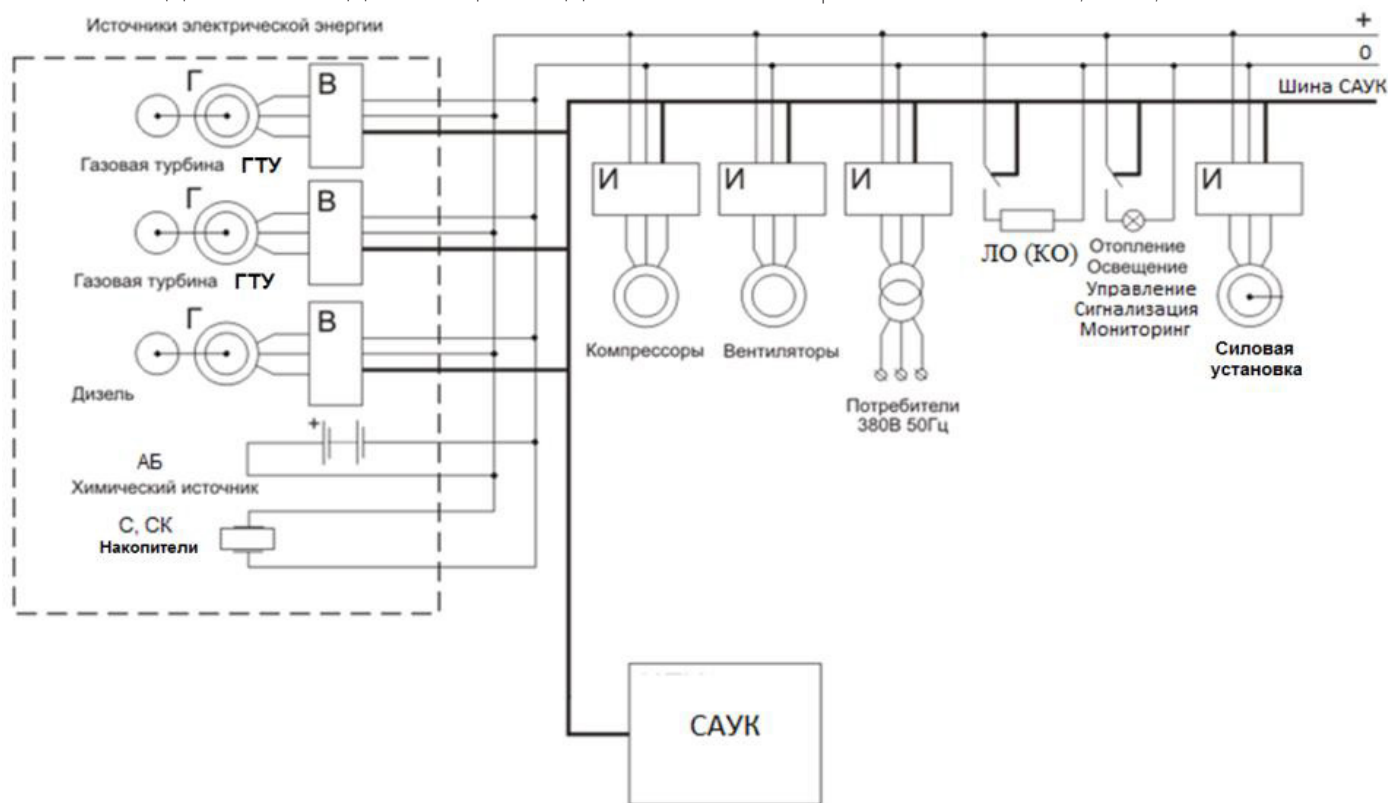 Источники электрической энергии
+
0
Шина САУК
Г
В
Газовая турбина ГТУ
Г
В
Газовая турбина ГТУ
Г
В
Дизель
+
АБ
Химический источник
С, СК
Накопители
И
И
И
И
Компрессоры
Вентиляторы
Потребители
380В 50Гц
ЛО (КО)
Отопление
Освещение
Управление
Сигнализация
Мониторинг
Силовая
установка
САУК